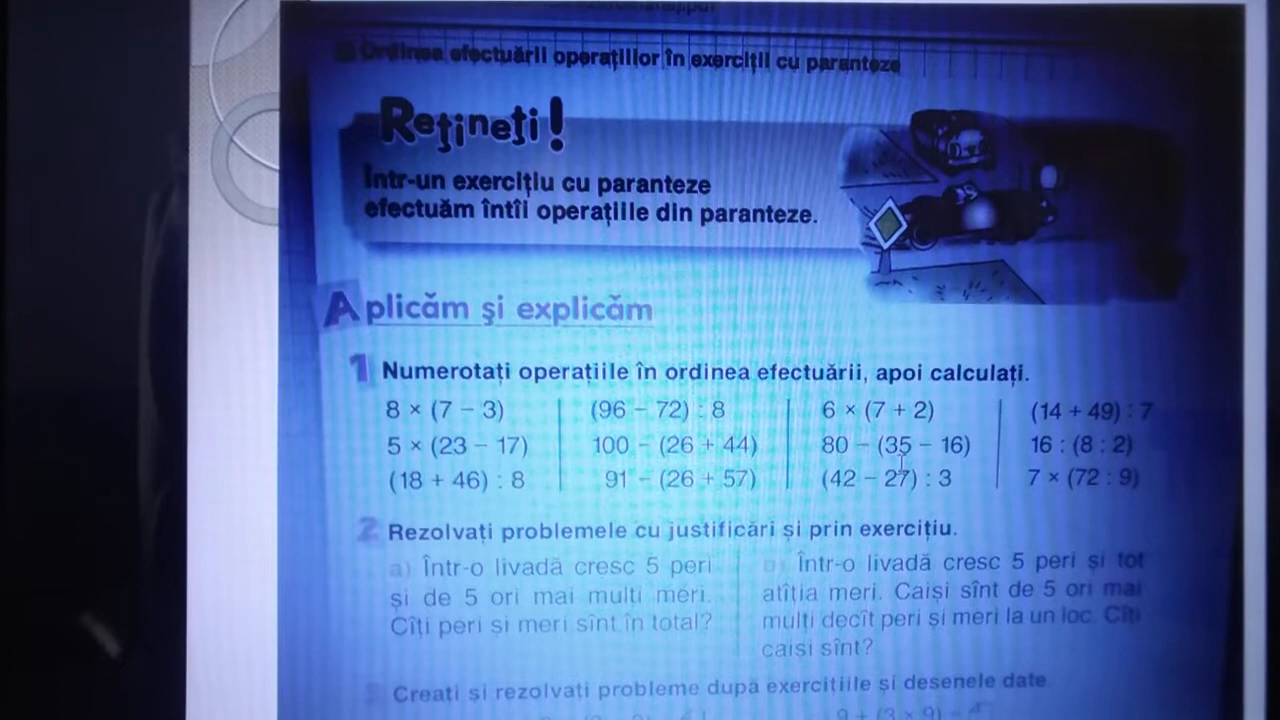 Ordinea efectuării operațiilor în exerciții cu paranteze
Rețineți!
Într-un exercițiu cu paranteze
efectuăm întîi operațiile din paranteze.
Aplicăm și explicăm
1 Numerotați operațiile în ordinea efectuării, apoi calculați.
8 × (7 – 3) (96 – 72) : 8 6 × (7 + 2) (14 + 49) : 7
5 × (23 – 17) 100 – (26 + 44) 80 – (35 – 16) 16 : (8 : 2)
(18 + 46) : 8 91 – (26 + 57) (42 – 27) : 3 7 × (72 : 9)
2 Rezolvați problemele cu justificări și prin exercițiu.
a) Într-o livadă cresc 5 peri
și de 5 ori mai mulți meri.
Cîți peri și meri sînt în total?
b) Într-o livadă cresc 5 peri și tot
atîția meri. Caiși sînt de 5 ori mai
mulți decît peri și meri la un loc. Cîți
caiși sînt?
3 Creați și rezolvați probleme după exercițiile și desenele date.
9 + (3 × 9) –